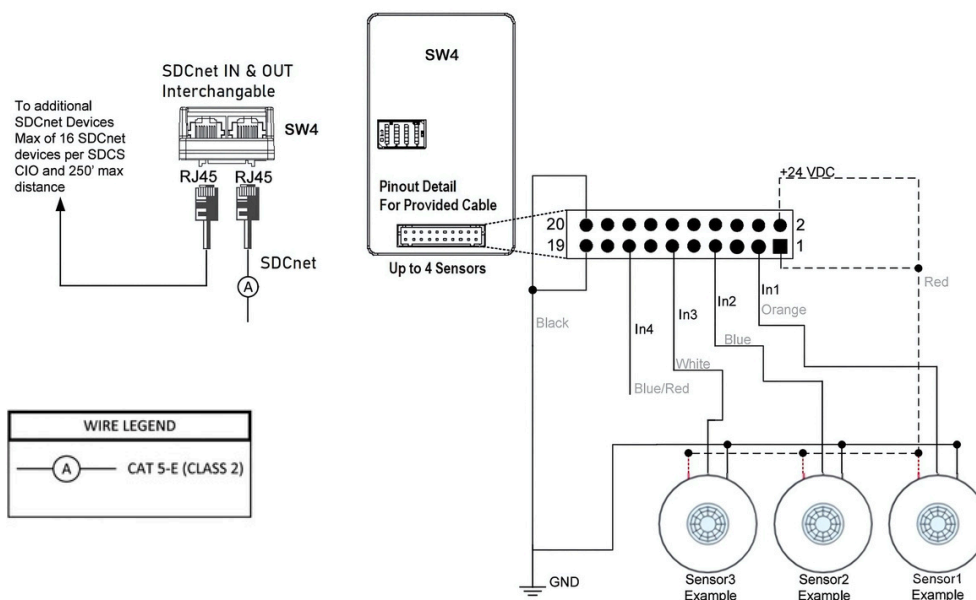 SDCnet IN & OUT
Interchangable
SW4
RJ45 RJ45
SDCnet
A
To additional
SDCnet Devices
Max of 16 SDCnet
devices per SDCS
CIO and 250' max
distance
SW4
Pinout Detail
For Provided Cable
Up to 4 Sensors
+24 VDC
20 2
19 1
Red
Black
In4
In3
In2
In1
Orange
Blue
White
Blue/Red
WIRE LEGEND
A CAT 5-E (CLASS 2)
GND
Sensor3
Example
Sensor2
Example
Sensor1
Example